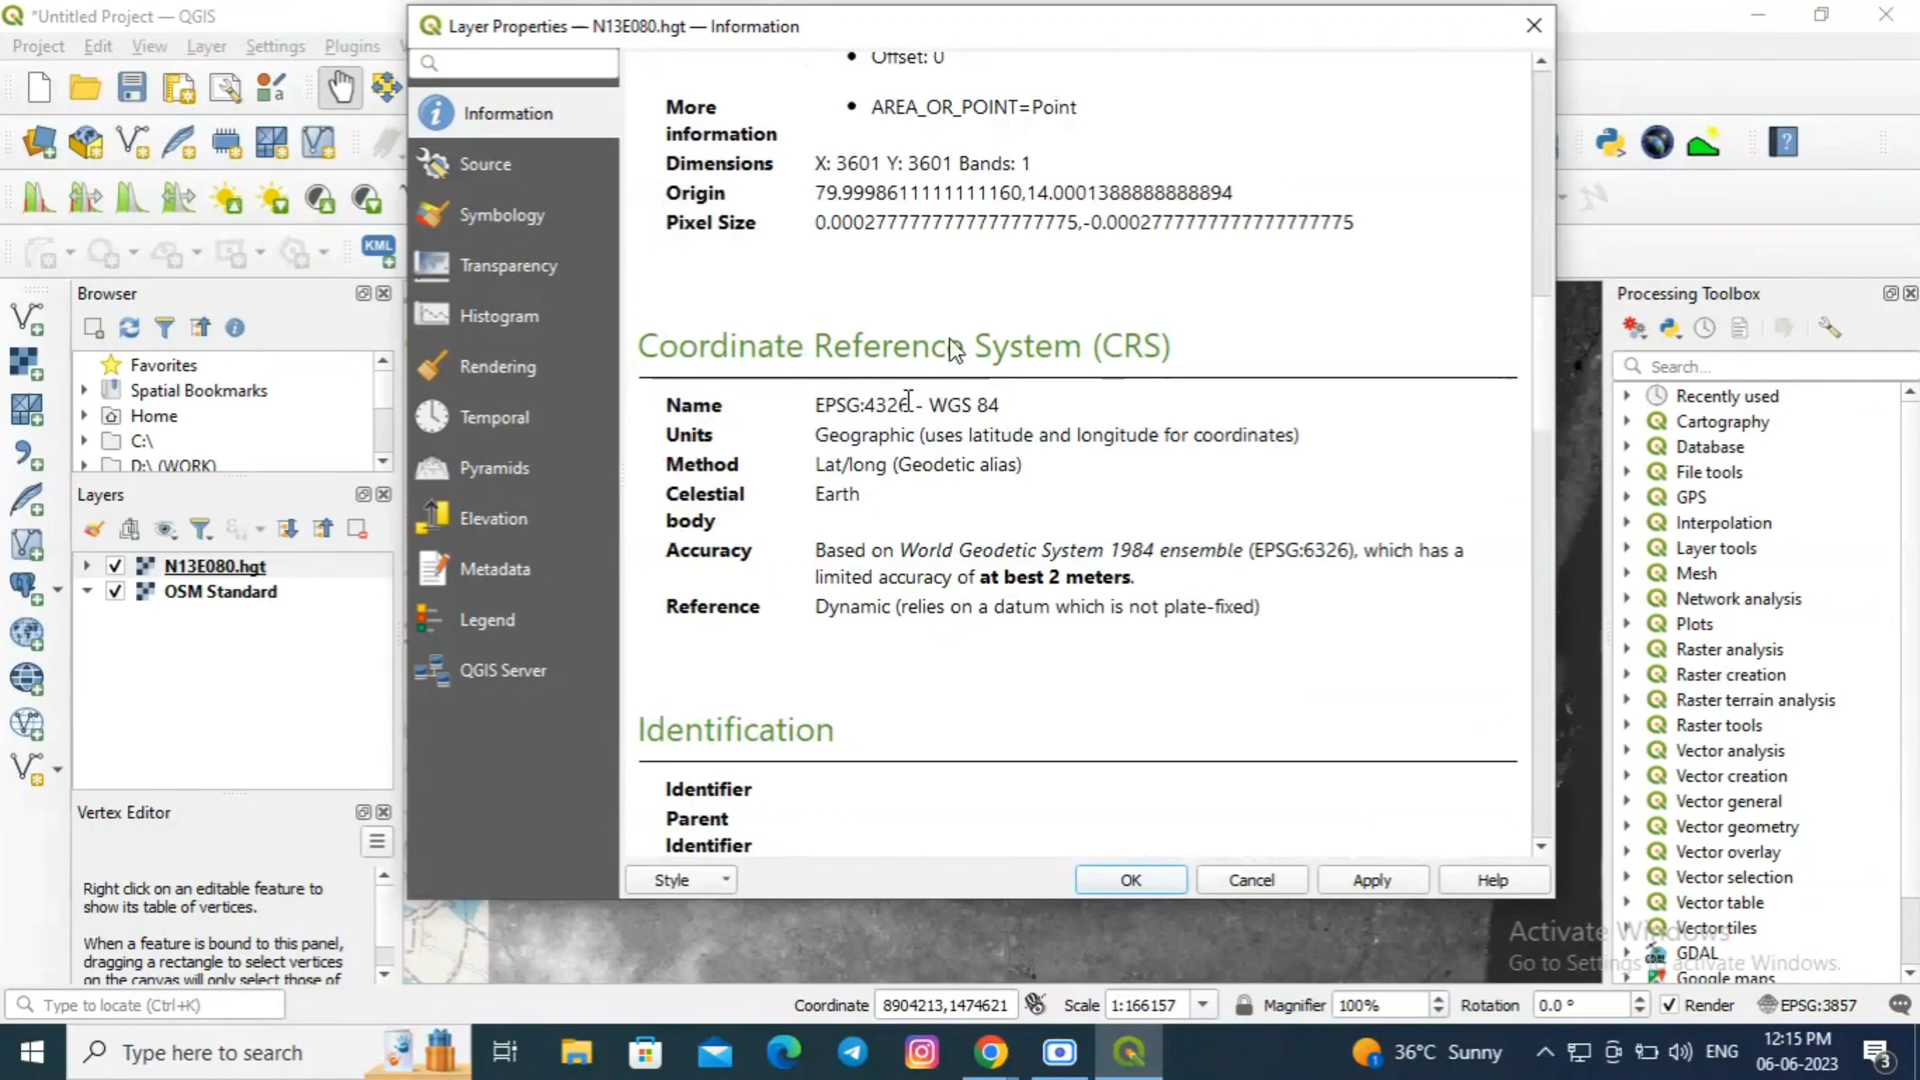 *Untitled Project — QGIS
Project Edit View Layer Settings Plugins
KML
Browser
Favorites
Spatial Bookmarks
Home
C:\
D:\ (WORK)
Layers
N13E080.hgt
OSM Standard
Vertex Editor
Right click on an editable feature to
show its table of vertices.
When a feature is bound to this panel,
dragging a rectangle to select vertices
on the canvas will only select those of
Layer Properties — N13E080.hgt — Information
Information
Source
Symbology
Transparency
Histogram
Rendering
Temporal
Pyramids
Elevation
Metadata
Legend
QGIS Server
Offset: 0
More information
AREA_OR_POINT=Point
Dimensions X: 3601 Y: 3601 Bands: 1
Origin 79.9998611111111160,14.0001388888888894
Pixel Size 0.0002777777777777777775,-0.0002777777777777777775
Coordinate Reference System (CRS)
Name EPSG:4326 - WGS 84
Units Geographic (uses latitude and longitude for coordinates)
Method Lat/long (Geodetic alias)
Celestial body Earth
Accuracy Based on World Geodetic System 1984 ensemble (EPSG:6326), which has a
limited accuracy of at best 2 meters.
Reference Dynamic (relies on a datum which is not plate-fixed)
Identification
Identifier
Parent
Identifier
Style OK Cancel Apply Help
Processing Toolbox
Search...
Recently used
Cartography
Database
File tools
GPS
Interpolation
Layer tools
Mesh
Network analysis
Plots
Raster analysis
Raster creation
Raster terrain analysis
Raster tools
Vector analysis
Vector creation
Vector general
Vector geometry
Vector overlay
Vector selection
Vector table
Vector tiles
GDAL
Google maps
Activate Windows
Go to Settings to activate Windows.
Type to locate (Ctrl+K) Coordinate 8904213,1474621 Scale 1:166157 Magnifier 100% Rotation 0.0 ° Render EPSG:3857
Type here to search 36°C Sunny ENG 12:15 PM
06-06-2023 3